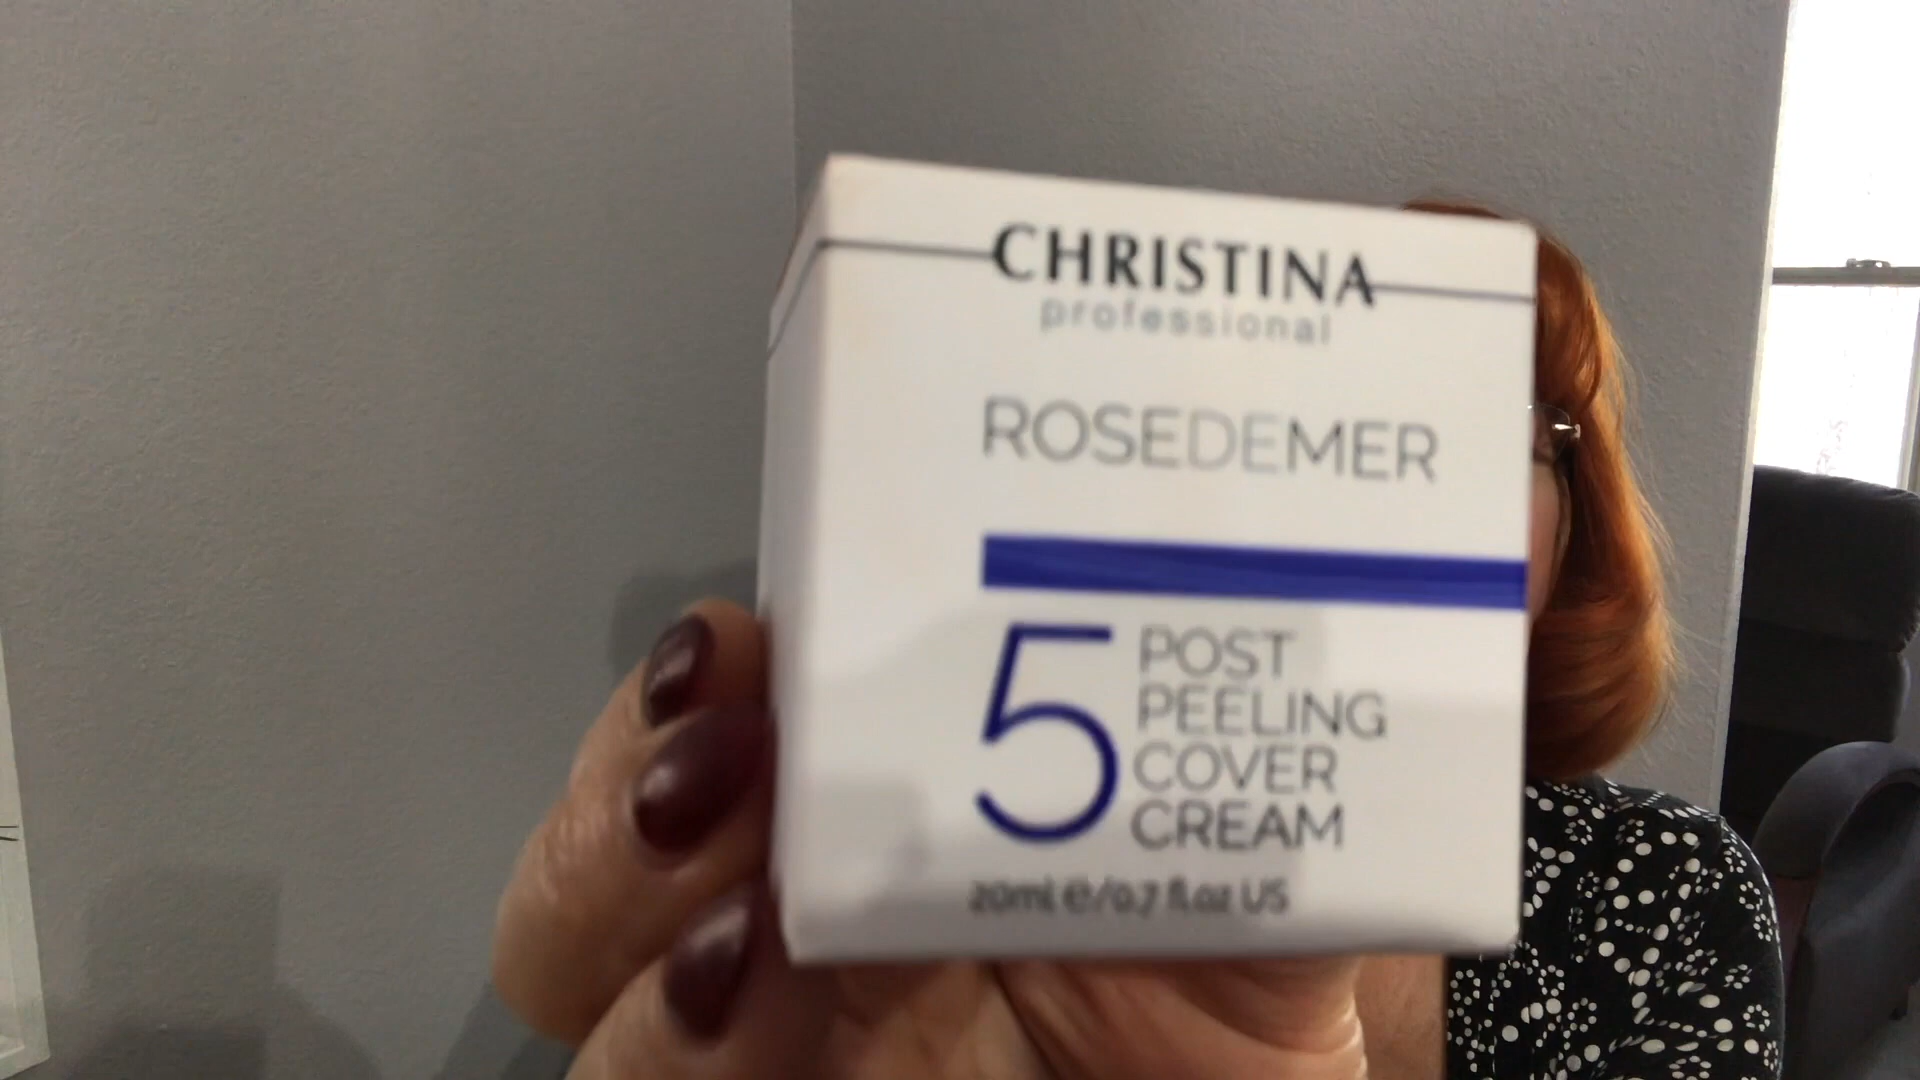 CHRISTINA
professional
ROSEDEMER
5 POST
PEELING
COVER
CREAM
20ml e/0.7 fl.oz US